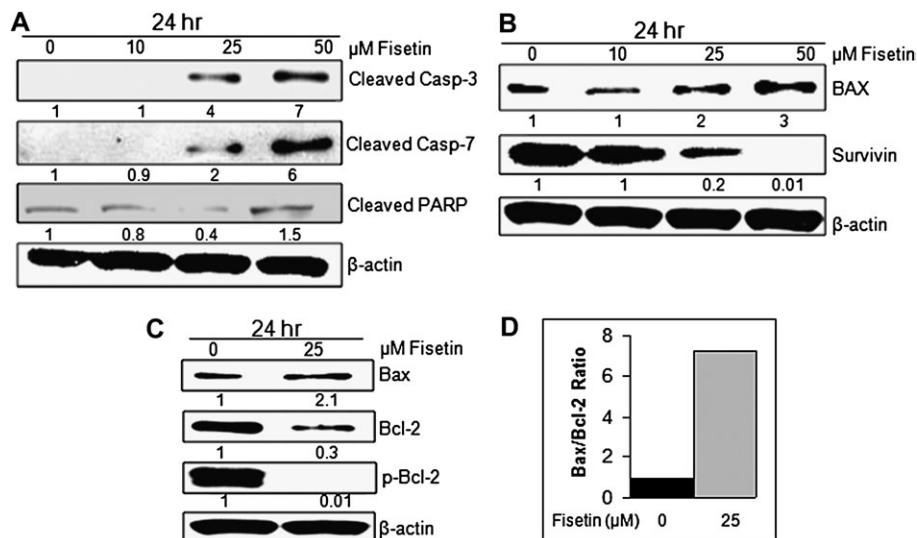 A
24 hr
0 10 25 50 µM Fisetin
Cleaved Casp-3
1 1 4 7
Cleaved Casp-7
1 0.9 2 6
Cleaved PARP
1 0.8 0.4 1.5
β-actin
B
24 hr
0 10 25 50 µM Fisetin
BAX
1 1 2 3
Survivin
1 1 0.2 0.01
β-actin
C
24 hr
0 25 µM Fisetin
Bax
1 2.1
Bcl-2
1 0.3
p-Bcl-2
1 0.01
β-actin
D
Bax/Bcl-2 Ratio
8
6
4
2
0
Fisetin (µM) 0 25